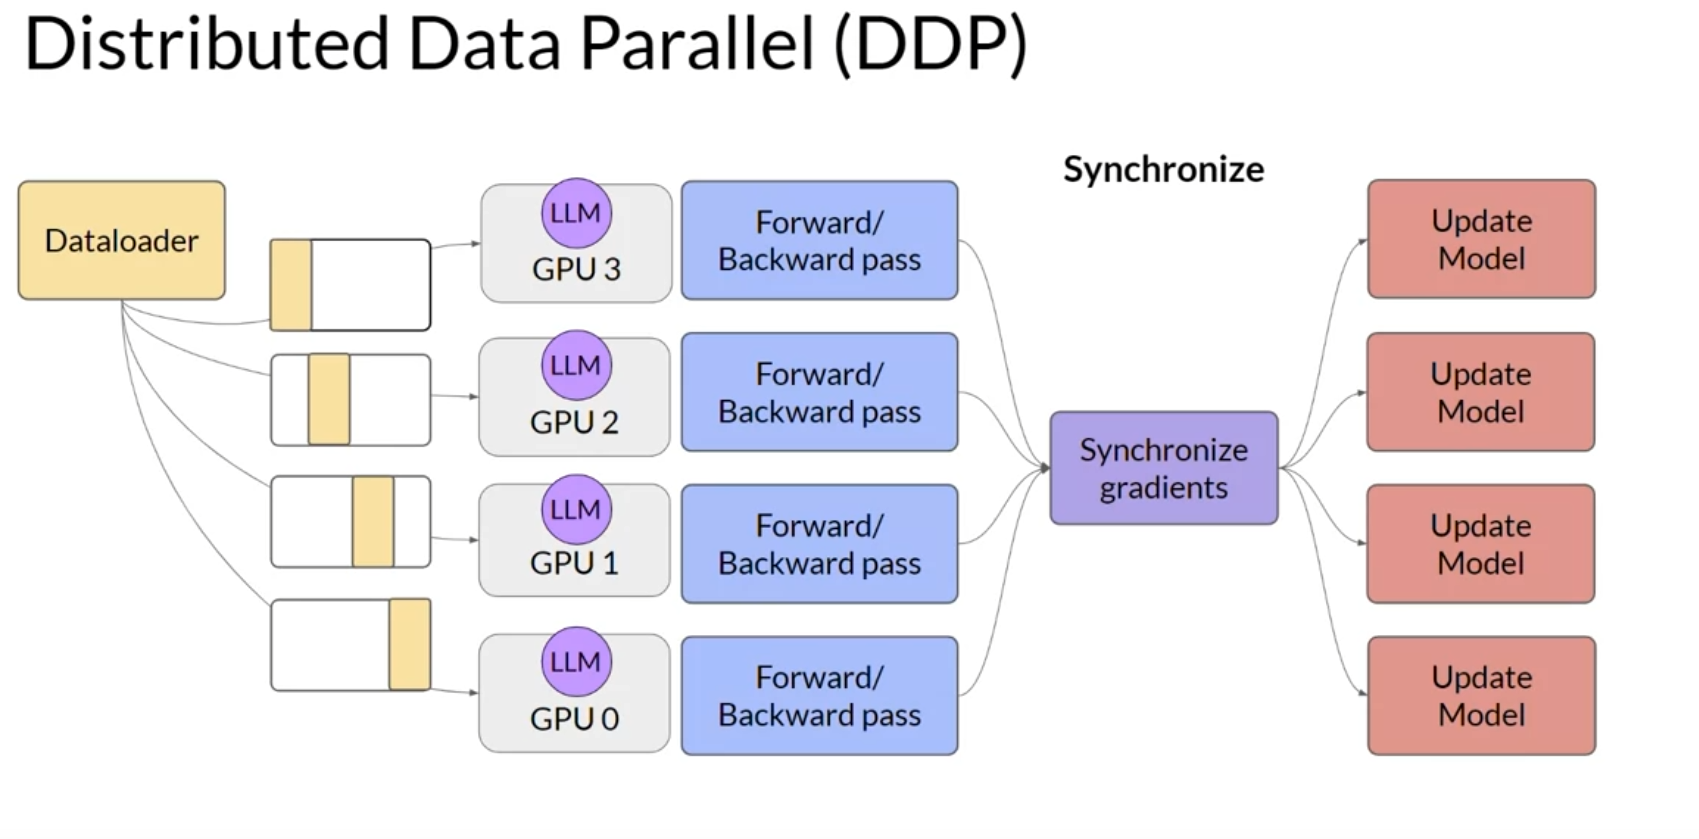 Distributed Data Parallel (DDP)
Synchronize
Dataloader
LLM
GPU 3
Forward/
Backward pass
Update
Model
LLM
GPU 2
Forward/
Backward pass
Update
Model
Synchronize
gradients
LLM
GPU 1
Forward/
Backward pass
Update
Model
LLM
GPU 0
Forward/
Backward pass
Update
Model